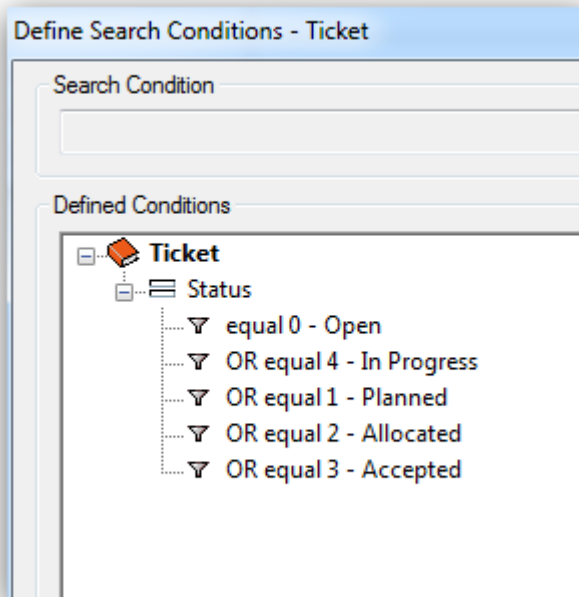 Define Search Conditions - Ticket
Search Condition
Defined Conditions
Ticket
Status
equal 0 - Open
OR equal 4 - In Progress
OR equal 1 - Planned
OR equal 2 - Allocated
OR equal 3 - Accepted